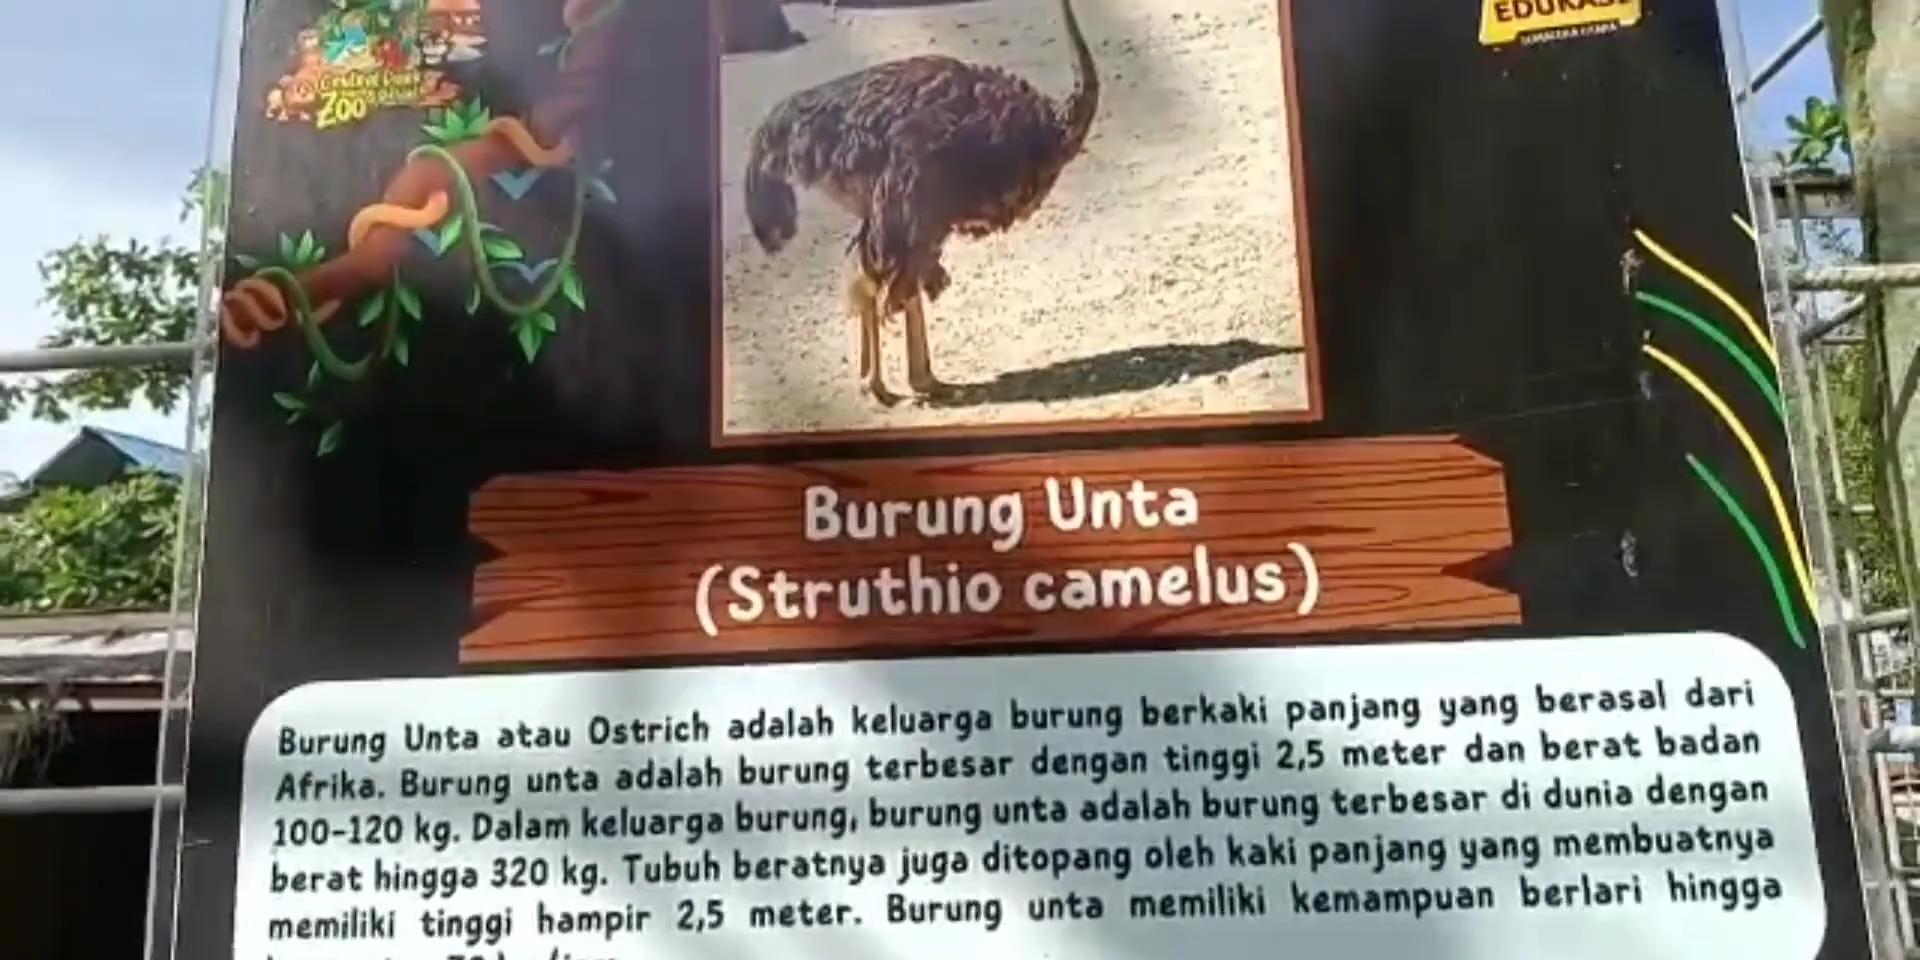 Zoo
EDUKASI
Burung Unta
(Struthio camelus)
Burung Unta atau Ostrich adalah keluarga burung berkaki panjang yang berasal dari
Afrika. Burung unta adalah burung terbesar dengan tinggi 2,5 meter dan berat badan
100-120 kg. Dalam keluarga burung, burung unta adalah burung terbesar di dunia dengan
berat hingga 320 kg. Tubuh beratnya juga ditopang oleh kaki panjang yang membuatnya
memiliki tinggi hampir 2,5 meter. Burung unta memiliki kemampuan berlari hingga